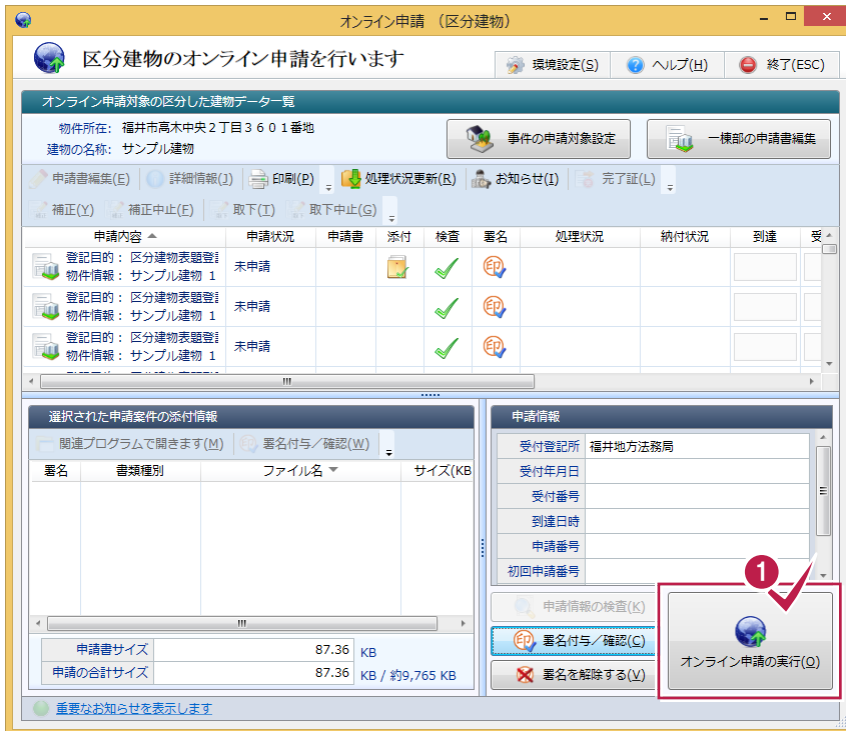 オンライン申請 （区分建物）
区分建物のオンライン申請を行います
環境設定(S) ヘルプ(H) 終了(ESC)
オンライン申請対象の区分した建物データ一覧
物件所在: 福井市高木中央２丁目３６０１番地
建物の名称: サンプル建物
事件の申請対象設定 一棟部の申請書編集
申請書編集(E) 詳細情報(J) 印刷(P) 処理状況更新(R) お知らせ(I) 完了証(L)
補正(Y) 補正中止(F) 取下(T) 取下中止(G)
申請内容 申請状況 申請書 添付 検査 署名 処理状況 納付状況 到達 受
登記目的： 区分建物表題登記 未申請
物件情報： サンプル建物 1
登記目的： 区分建物表題登記 未申請
物件情報： サンプル建物 1
登記目的： 区分建物表題登記 未申請
物件情報： サンプル建物 1
選択された申請案件の添付情報
関連プログラムで開きます(M) 署名付与／確認(W)
署名 書類種別 ファイル名 サイズ(KB
申請書サイズ 87.36 KB
申請の合計サイズ 87.36 KB / 約9,765 KB
申請情報
受付登記所 福井地方法務局
受付年月日
受付番号
到達日時
申請番号
初回申請番号
1
申請情報の検査(K)
署名付与／確認(C)
署名を解除する(V)
オンライン申請の実行(O)
重要なお知らせを表示します